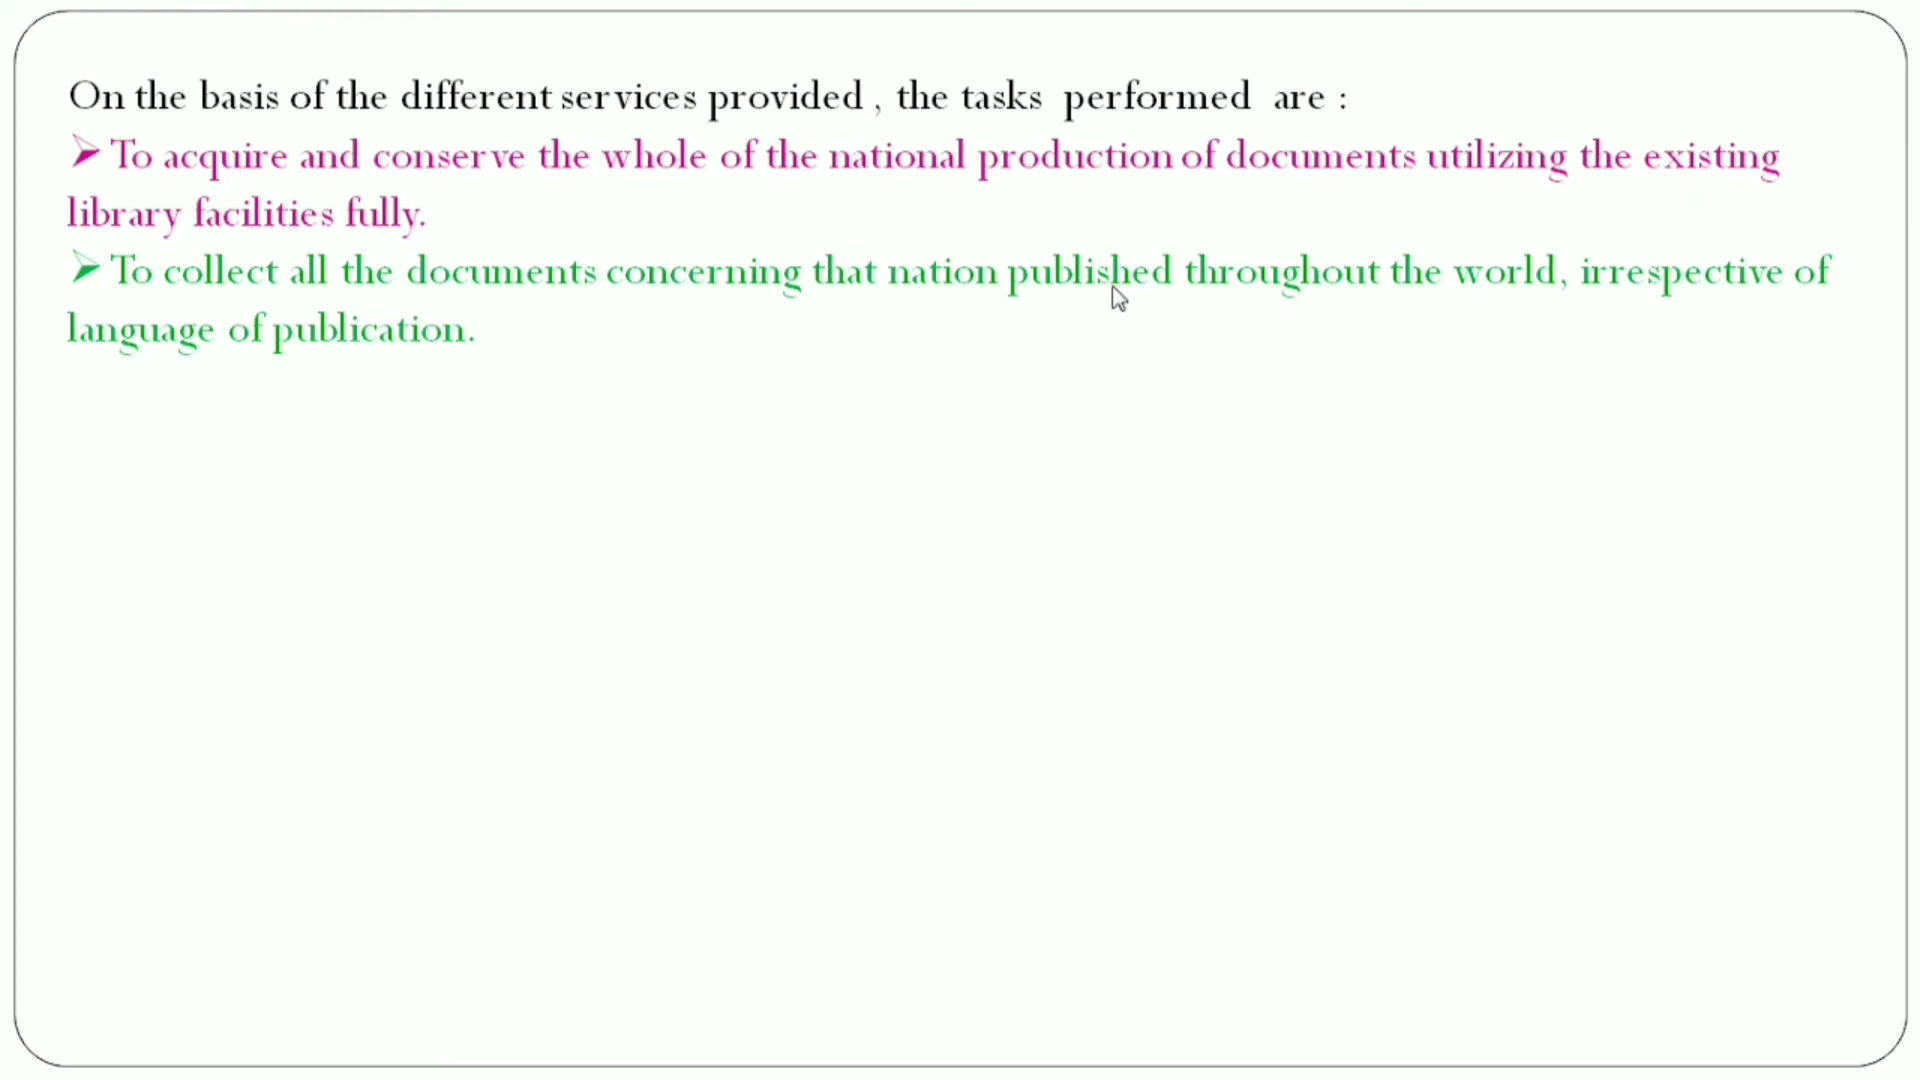 On the basis of the different services provided , the tasks performed are :
➢ To acquire and conserve the whole of the national production of documents utilizing the existing
library facilities fully.
➢ To collect all the documents concerning that nation published throughout the world, irrespective of
language of publication.